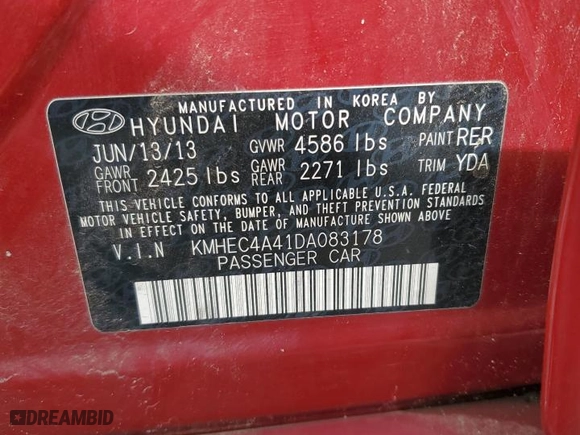 MANUFACTURED IN KOREA BY
HYUNDAI MOTOR COMPANY
JUN/13/13 GVWR 4586 lbs PAINT RER
GAWR FRONT 2425 lbs GAWR REAR 2271 lbs TRIM YDA
THIS VEHICLE CONFORMS TO ALL APPLICABLE U.S.A. FEDERAL
MOTOR VEHICLE SAFETY, BUMPER, AND THEFT PREVENTION STANDARDS
IN EFFECT ON THE DATE OF MANUFACTURE SHOWN ABOVE.
V.I.N KMHEC4A41DA083178
PASSENGER CAR
DREAMBID